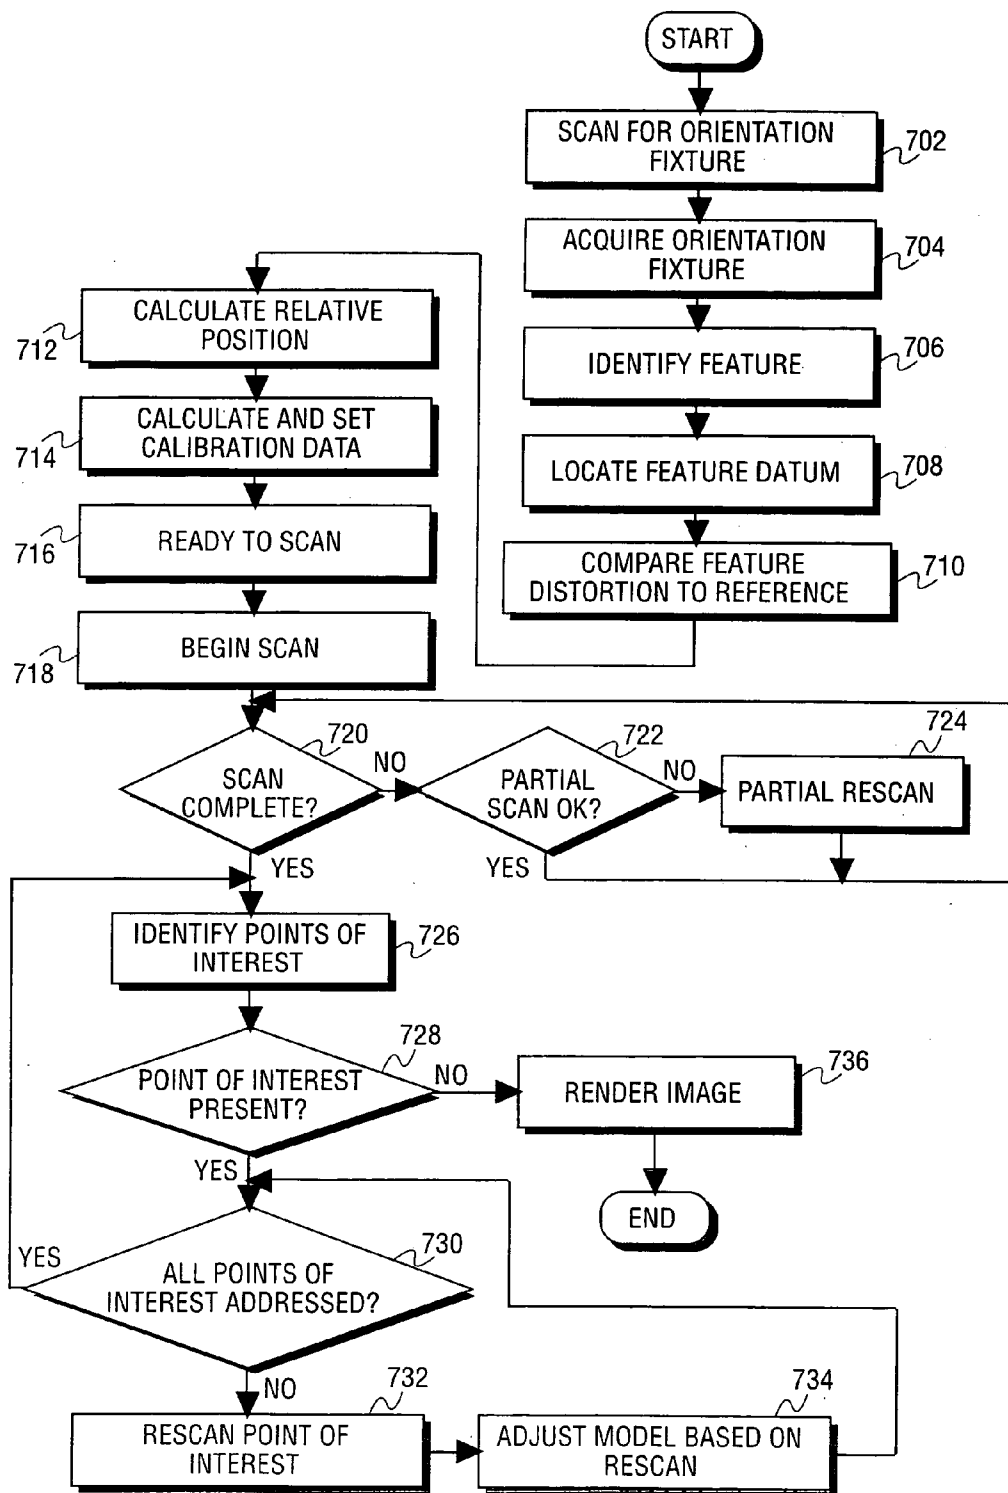 START
SCAN FOR ORIENTATION
FIXTURE
702
ACQUIRE ORIENTATION
FIXTURE
704
IDENTIFY FEATURE
706
LOCATE FEATURE DATUM
708
COMPARE FEATURE
DISTORTION TO REFERENCE
710
CALCULATE RELATIVE
POSITION
712
CALCULATE AND SET
CALIBRATION DATA
714
READY TO SCAN
716
BEGIN SCAN
718
SCAN
COMPLETE?
720
NO
YES
PARTIAL
SCAN OK?
722
NO
YES
PARTIAL RESCAN
724
IDENTIFY POINTS OF
INTEREST
726
POINT OF INTEREST
PRESENT?
728
NO
YES
RENDER IMAGE
736
END
ALL POINTS OF
INTEREST ADDRESSED?
730
YES
NO
RESCAN POINT OF
INTEREST
732
ADJUST MODEL BASED ON
RESCAN
734